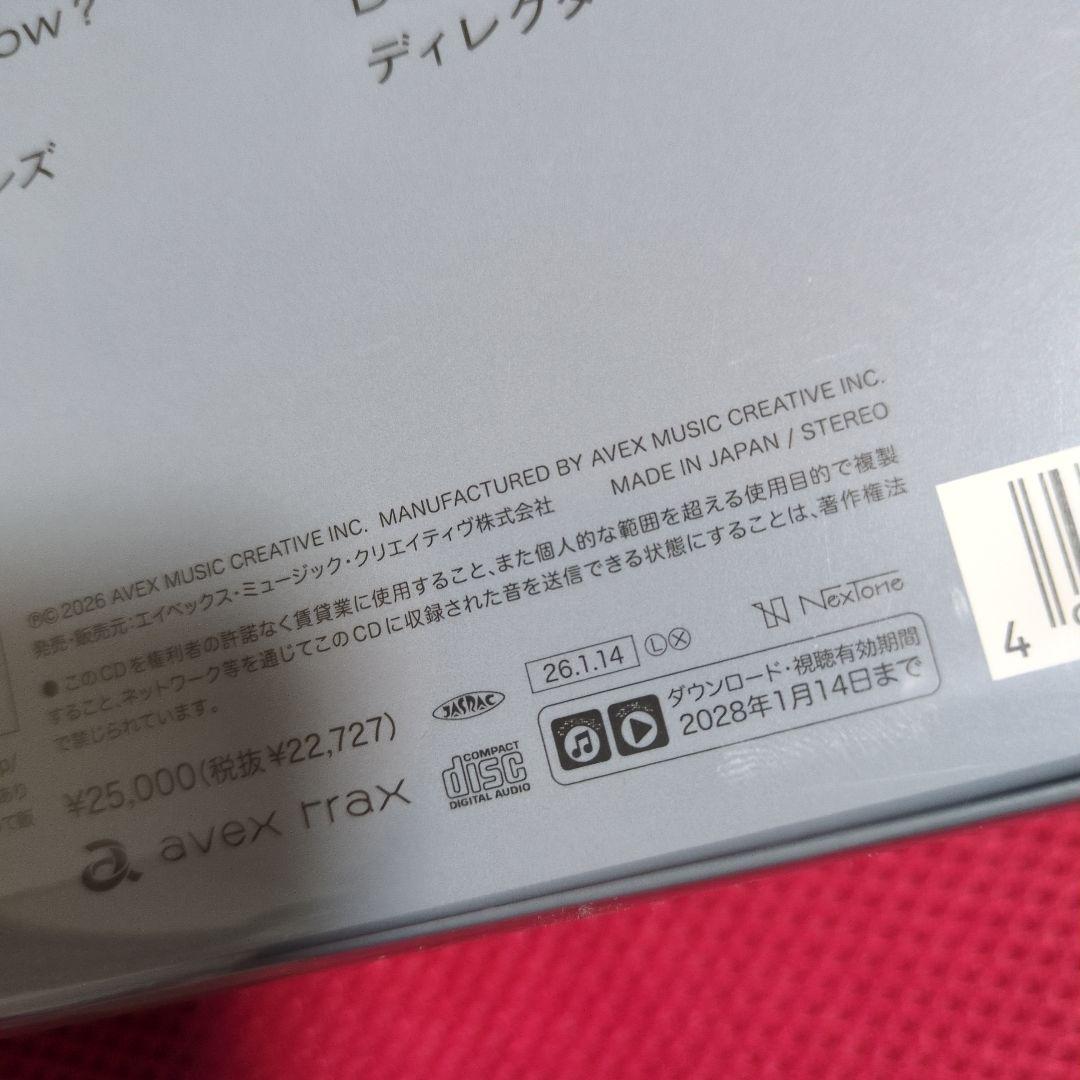 ow?
ディレクタ
ンズ
Ⓟ©2026 AVEX MUSIC CREATIVE INC. MANUFACTURED BY AVEX MUSIC CREATIVE INC.
発売・販売元：エイベックス・ミュージック・クリエイティヴ株式会社 MADE IN JAPAN / STEREO
●このCDを権利者の許諾なく賃貸業に使用すること、また個人的な範囲を超える使用目的で複製
すること、ネットワーク等を通じてこのCDに収録された音を送信できる状態にすることは、著作権法
で禁じられています。
NexTone
26.1.14 ⓁⓍ
JASRAC
ダウンロード・視聴有効期間
2028年1月14日まで
¥25,000(税抜¥22,727)
COMPACT
disc
DIGITAL AUDIO
avex trax
p/
あり
て販
4